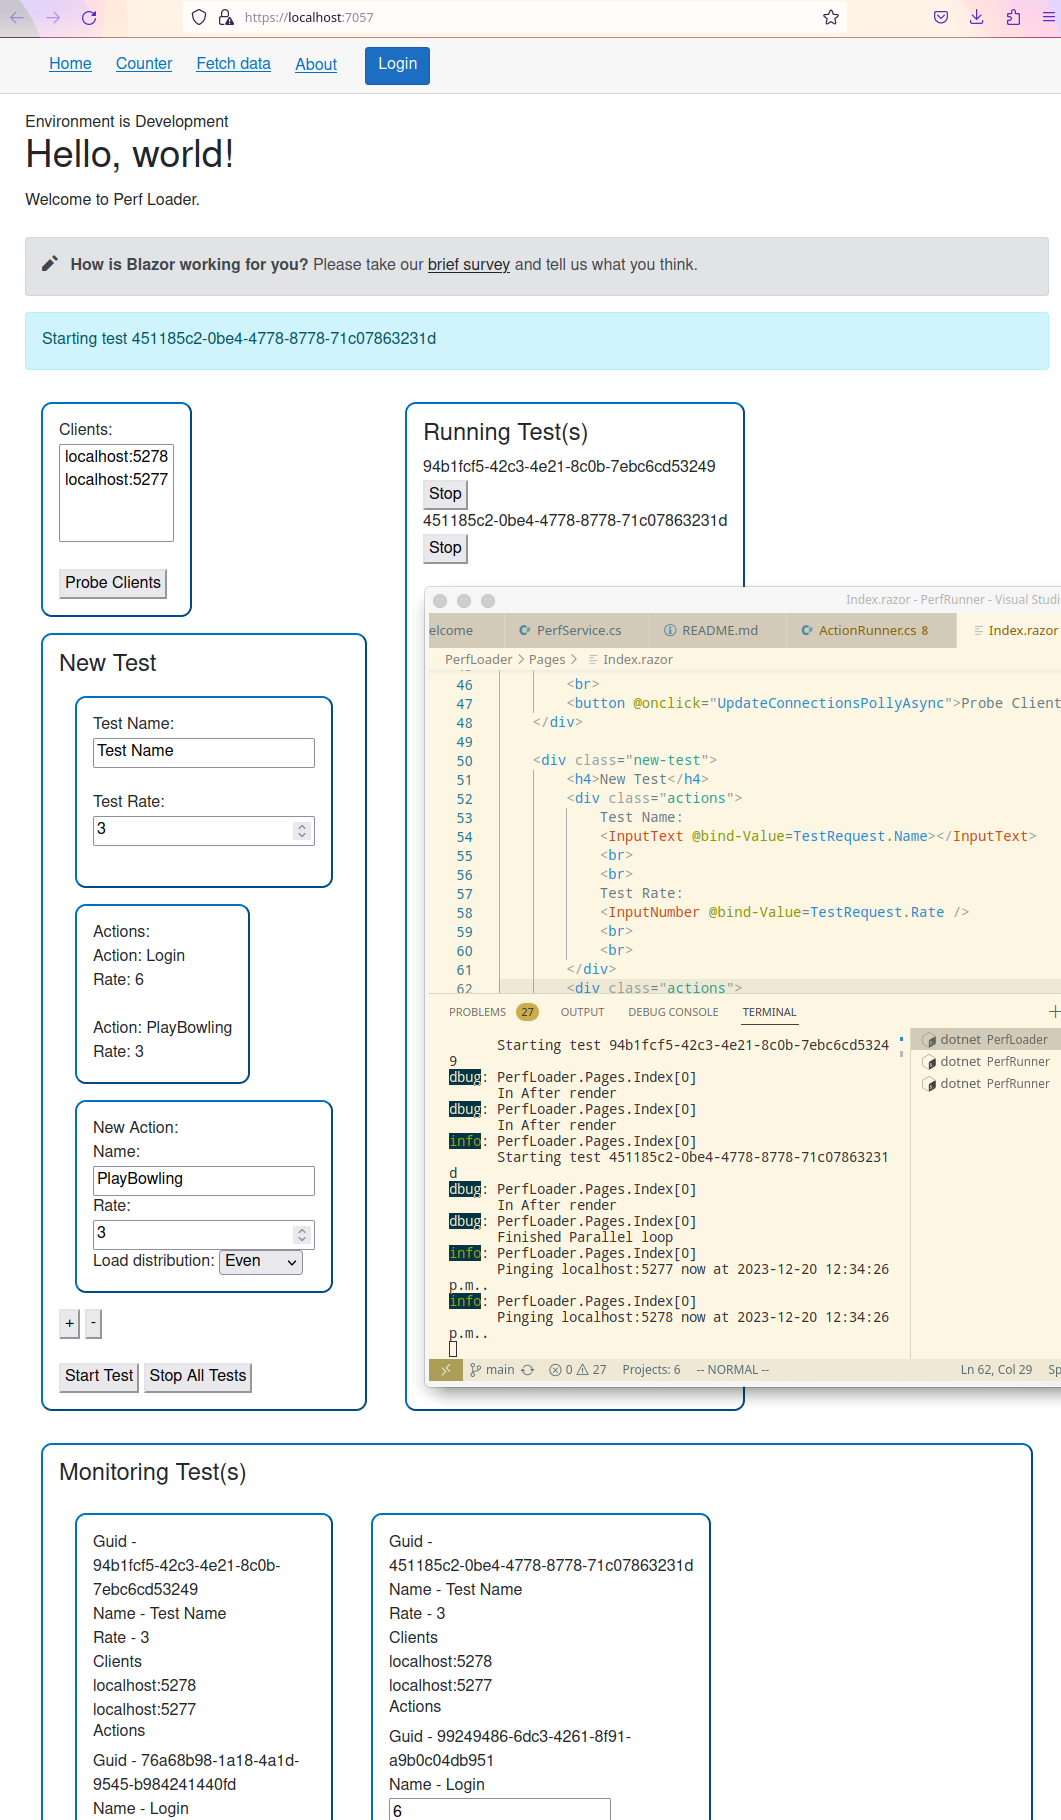 https://localhost:7057
Home Counter Fetch data About Login
Environment is Development
Hello, world!
Welcome to Perf Loader.
How is Blazor working for you? Please take our brief survey and tell us what you think.
Starting test 451185c2-0be4-4778-8778-71c07863231d
Clients:
localhost:5278
localhost:5277
Probe Clients
Running Test(s)
94b1fcf5-42c3-4e21-8c0b-7ebc6cd53249
Stop
451185c2-0be4-4778-8778-71c07863231d
Stop
New Test
Test Name:
Test Name
Test Rate:
3
Actions:
Action: Login
Rate: 6
Action: PlayBowling
Rate: 3
New Action:
Name:
PlayBowling
Rate:
3
Load distribution: Even
+ -
Start Test Stop All Tests
Index.razor - PerfRunner - Visual Studi
elcome PerfService.cs README.md ActionRunner.cs 8 Index.razor
PerfLoader > Pages > Index.razor
46 <br>
47 <button @onclick="UpdateConnectionsPollyAsync">Probe Client
48 </div>
49
50 <div class="new-test">
51 <h4>New Test</h4>
52 <div class="actions">
53 Test Name:
54 <InputText @bind-Value=TestRequest.Name></InputText>
55 <br>
56 <br>
57 Test Rate:
58 <InputNumber @bind-Value=TestRequest.Rate />
59 <br>
60 <br>
61 </div>
62 <div class="actions">
PROBLEMS 27 OUTPUT DEBUG CONSOLE TERMINAL
Starting test 94b1fcf5-42c3-4e21-8c0b-7ebc6cd5324
9
dbug: PerfLoader.Pages.Index[0]
In After render
dbug: PerfLoader.Pages.Index[0]
In After render
info: PerfLoader.Pages.Index[0]
Starting test 451185c2-0be4-4778-8778-71c07863231
d
dbug: PerfLoader.Pages.Index[0]
In After render
dbug: PerfLoader.Pages.Index[0]
Finished Parallel loop
info: PerfLoader.Pages.Index[0]
Pinging localhost:5277 now at 2023-12-20 12:34:26
p.m..
info: PerfLoader.Pages.Index[0]
Pinging localhost:5278 now at 2023-12-20 12:34:26
p.m..
dotnet PerfLoader
dotnet PerfRunner
dotnet PerfRunner
main 0 27 Projects: 6 -- NORMAL -- Ln 62, Col 29 Sp
Monitoring Test(s)
Guid -
94b1fcf5-42c3-4e21-8c0b-
7ebc6cd53249
Name - Test Name
Rate - 3
Clients
localhost:5278
localhost:5277
Actions
Guid - 76a68b98-1a18-4a1d-
9545-b984241440fd
Name - Login
Guid -
451185c2-0be4-4778-8778-71c07863231d
Name - Test Name
Rate - 3
Clients
localhost:5278
localhost:5277
Actions
Guid - 99249486-6dc3-4261-8f91-
a9b0c04db951
Name - Login
6